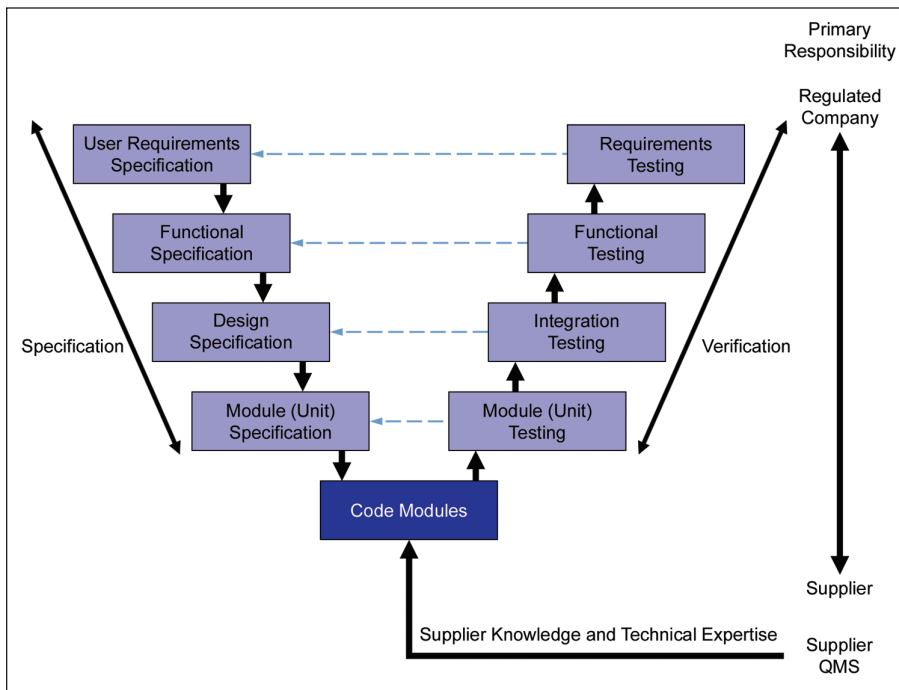 Primary
Responsibility
Regulated
Company
User Requirements
Specification
Requirements
Testing
Functional
Specification
Functional
Testing
Design
Specification
Integration
Testing
Specification
Verification
Module (Unit)
Specification
Module (Unit)
Testing
Code Modules
Supplier
Supplier Knowledge and Technical Expertise
Supplier
QMS